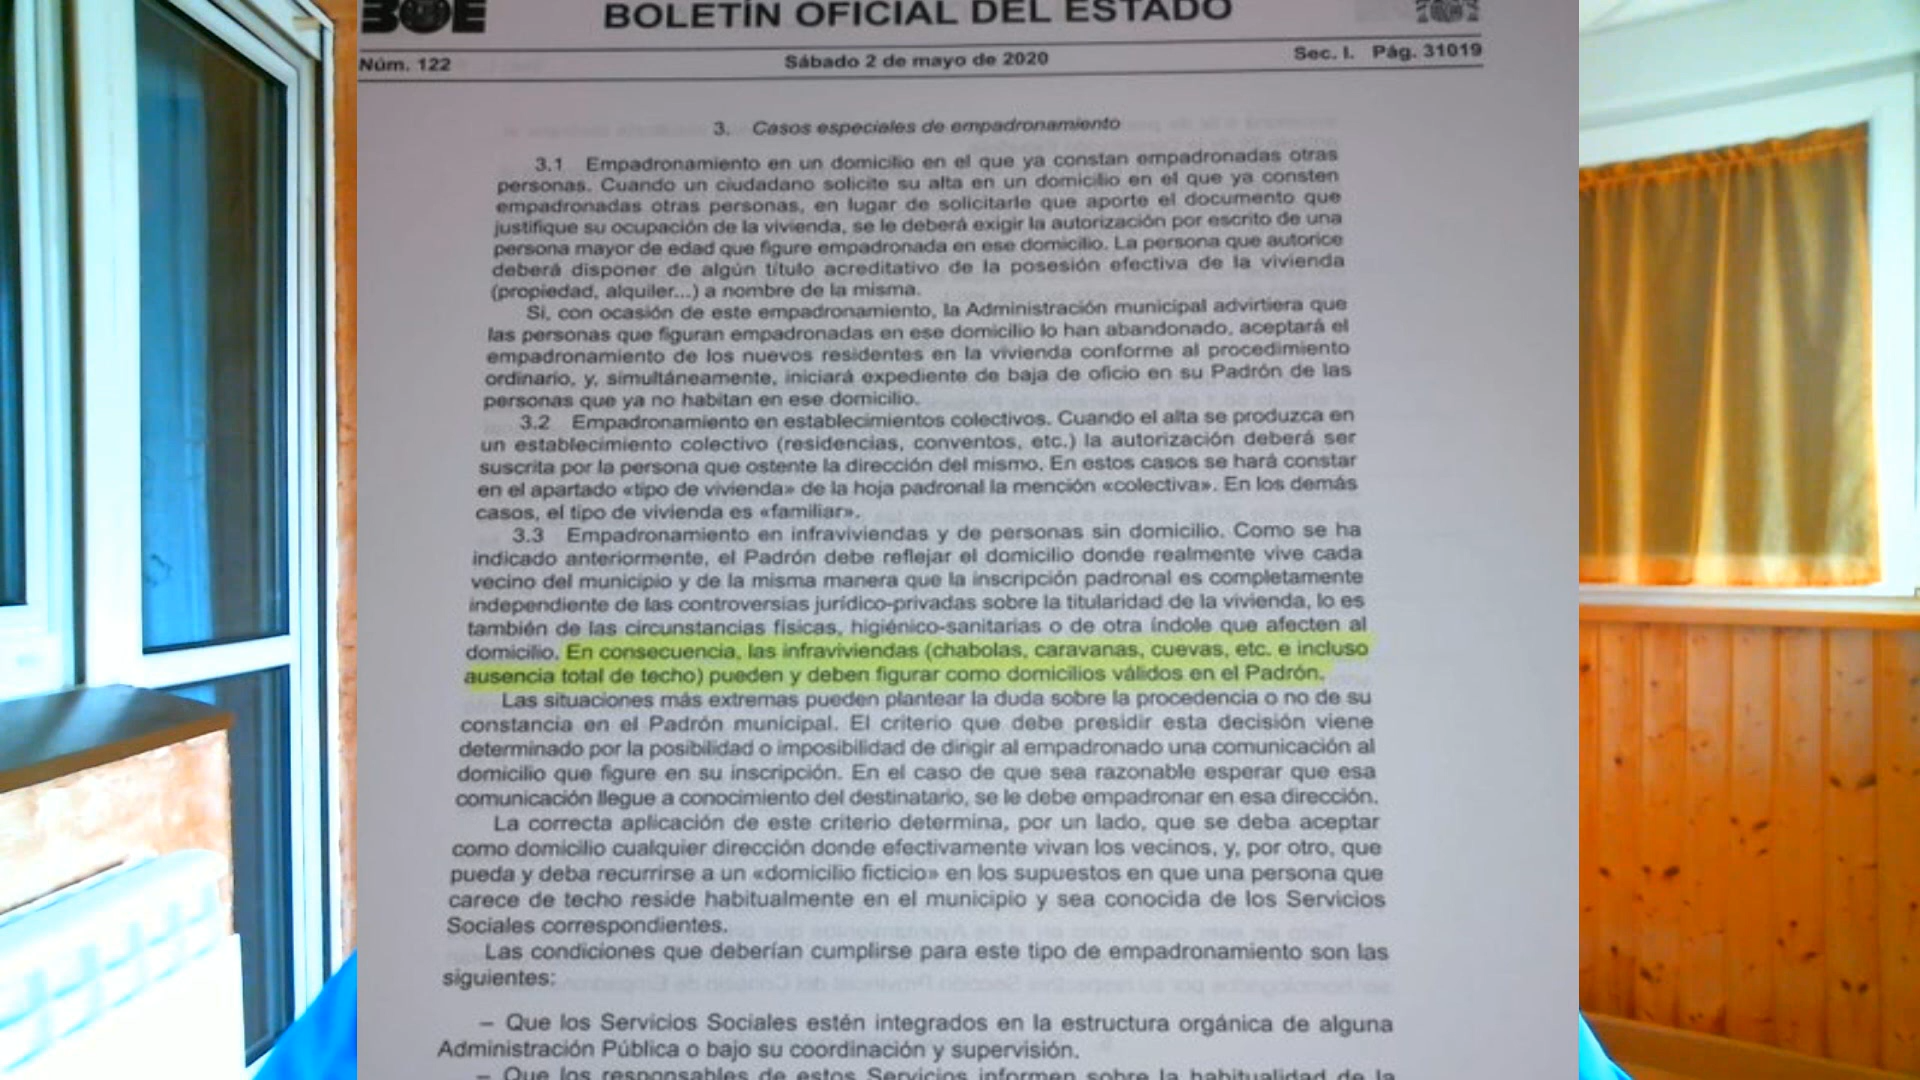 BOE
BOLETÍN OFICIAL DEL ESTADO
Núm. 122
Sábado 2 de mayo de 2020
Sec. I. Pág. 31019
3. Casos especiales de empadronamiento
3.1 Empadronamiento en un domicilio en el que ya constan empadronadas otras
personas. Cuando un ciudadano solicite su alta en un domicilio en el que ya consten
empadronadas otras personas, en lugar de solicitarle que aporte el documento que
justifique su ocupación de la vivienda, se le deberá exigir la autorización por escrito de una
persona mayor de edad que figure empadronada en ese domicilio. La persona que autorice
deberá disponer de algún título acreditativo de la posesión efectiva de la vivienda
(propiedad, alquiler...) a nombre de la misma.
Si, con ocasión de este empadronamiento, la Administración municipal advirtiera que
las personas que figuran empadronadas en ese domicilio lo han abandonado, aceptará el
empadronamiento de los nuevos residentes en la vivienda conforme al procedimiento
ordinario, y, simultáneamente, iniciará expediente de baja de oficio en su Padrón de las
personas que ya no habitan en ese domicilio.
3.2 Empadronamiento en establecimientos colectivos. Cuando el alta se produzca en
un establecimiento colectivo (residencias, conventos, etc.) la autorización deberá ser
suscrita por la persona que ostente la dirección del mismo. En estos casos se hará constar
en el apartado «tipo de vivienda» de la hoja padronal la mención «colectiva». En los demás
casos, el tipo de vivienda es «familiar».
3.3 Empadronamiento en infraviviendas y de personas sin domicilio. Como se ha
indicado anteriormente, el Padrón debe reflejar el domicilio donde realmente vive cada
vecino del municipio y de la misma manera que la inscripción padronal es completamente
independiente de las controversias jurídico-privadas sobre la titularidad de la vivienda, lo es
también de las circunstancias físicas, higiénico-sanitarias o de otra índole que afecten al
domicilio. En consecuencia, las infraviviendas (chabolas, caravanas, cuevas, etc. e incluso
ausencia total de techo) pueden y deben figurar como domicilios válidos en el Padrón.
Las situaciones más extremas pueden plantear la duda sobre la procedencia o no de su
constancia en el Padrón municipal. El criterio que debe presidir esta decisión viene
determinado por la posibilidad o imposibilidad de dirigir al empadronado una comunicación al
domicilio que figure en su inscripción. En el caso de que sea razonable esperar que esa
comunicación llegue a conocimiento del destinatario, se le debe empadronar en esa dirección.
La correcta aplicación de este criterio determina, por un lado, que se deba aceptar
como domicilio cualquier dirección donde efectivamente vivan los vecinos, y, por otro, que
pueda y deba recurrirse a un «domicilio ficticio» en los supuestos en que una persona que
carece de techo reside habitualmente en el municipio y sea conocida de los Servicios
Sociales correspondientes.
Las condiciones que deberían cumplirse para este tipo de empadronamiento son las
siguientes:
– Que los Servicios Sociales estén integrados en la estructura orgánica de alguna
Administración Pública o bajo su coordinación y supervisión.
– Que los responsables de estos Servicios informen sobre la habitualidad de la